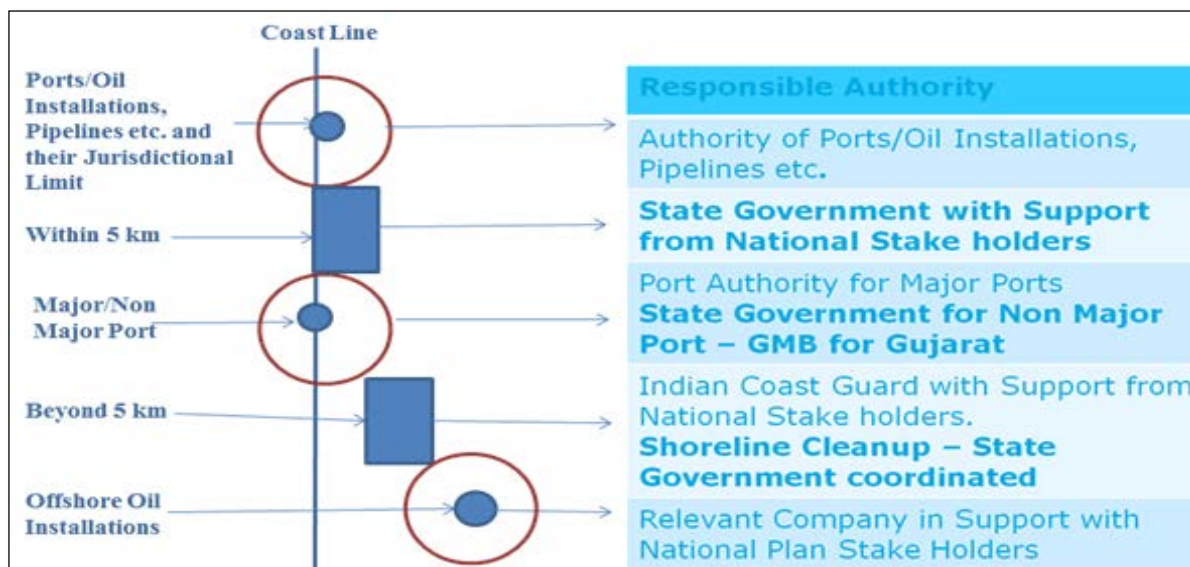 Coast Line
Ports/Oil
Installations,
Pipelines etc. and
their Jurisdictional
Limit
Responsible Authority
Authority of Ports/Oil Installations,
Pipelines etc.
Within 5 km
State Government with Support
from National Stake holders
Major/Non
Major Port
Port Authority for Major Ports
State Government for Non Major
Port – GMB for Gujarat
Beyond 5 km
Indian Coast Guard with Support from
National Stake holders.
Shoreline Cleanup – State
Government coordinated
Offshore Oil
Installations
Relevant Company in Support with
National Plan Stake Holders